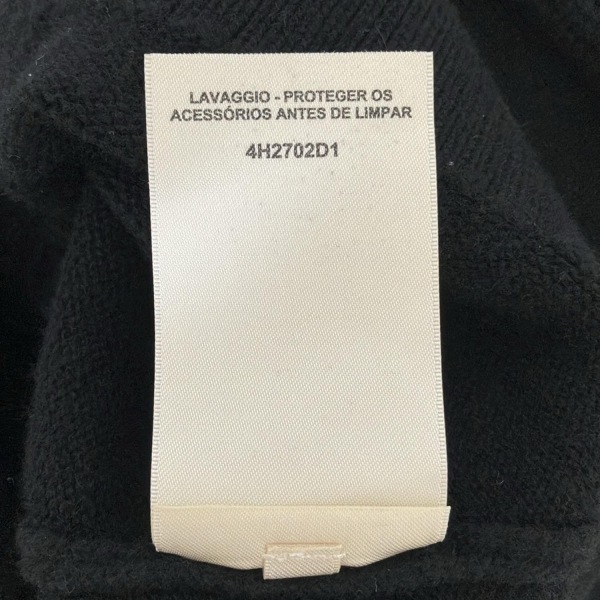 LAVAGGIO - PROTEGER OS
ACESSÓRIOS ANTES DE LIMPAR
4H2702D1